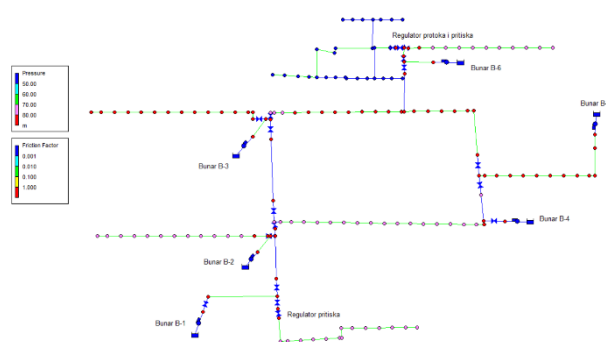 Regulator protoka i pritiska
Bunar B-6
Pressure
50.00
60.00
70.00
80.00
m
Bunar B-
Friction Factor
0.001
0.010
0.100
1.000
Bunar B-3
Bunar B-4
Bunar B-2
Regulator pritiska
Bunar B-1